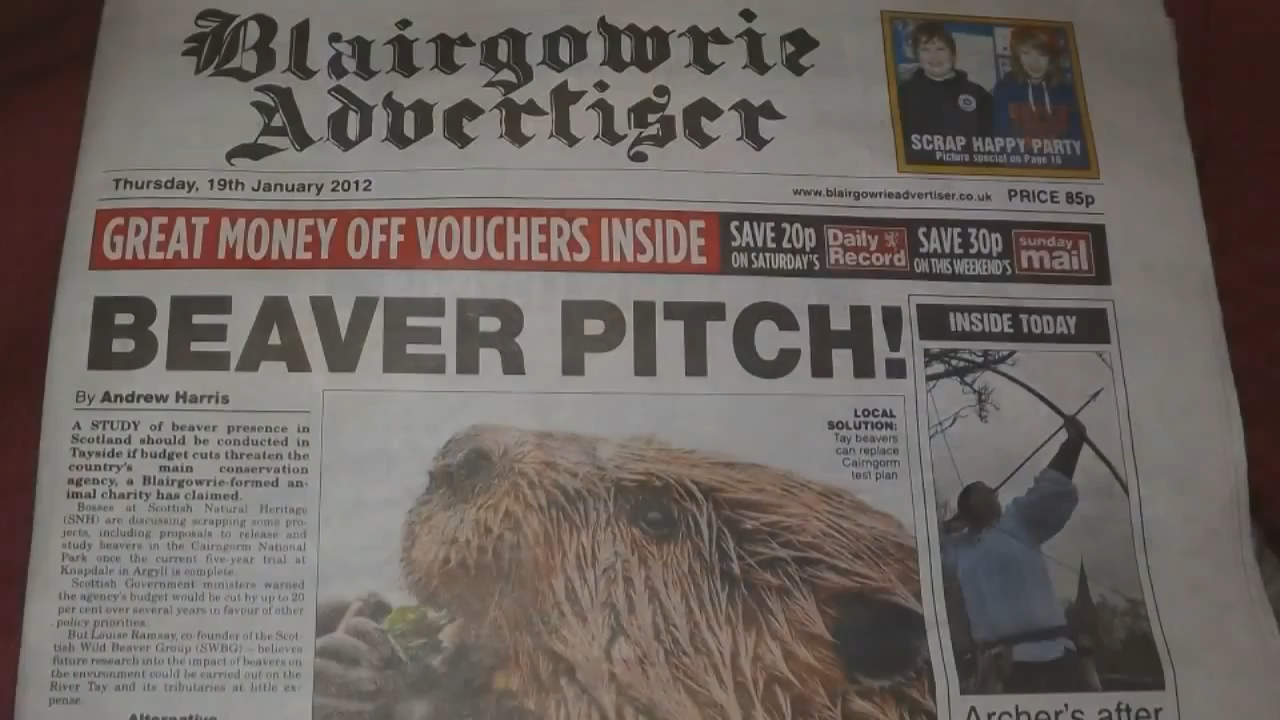 Blairgowrie
Advertiser
SCRAP HAPPY PARTY
Picture special on Page 16
Thursday, 19th January 2012
www.blairgowrieadvertiser.co.uk PRICE 85p
GREAT MONEY OFF VOUCHERS INSIDE
SAVE 20p
ON SATURDAY'S
Daily
Record
SAVE 30p
ON THIS WEEKEND'S
sunday
mail
BEAVER PITCH!
By Andrew Harris
A STUDY of beaver presence in
Scotland should be conducted in
Tayside if budget cuts threaten the
country's main conservation
agency, a Blairgowrie-formed an-
imal charity has claimed.
Bosses at Scottish Natural Heritage
(SNH) are discussing scrapping some pro-
jects, including proposals to release and
study beavers in the Cairngorm National
Park once the current five-year trial at
Knapdale in Argyll is complete.
Scottish Government ministers warned
the agency's budget would be cut by up to 20
per cent over several years in favour of other
policy priorities.
But Louise Ramsay, co-founder of the Scot-
tish Wild Beaver Group (SWBG) – believes
future research into the impact of beavers on
the environment could be carried out on the
River Tay and its tributaries at little ex-
pense.
Alternative
LOCAL
SOLUTION:
Tay beavers
can replace
Cairngorm
test plan
INSIDE TODAY
Archer's after